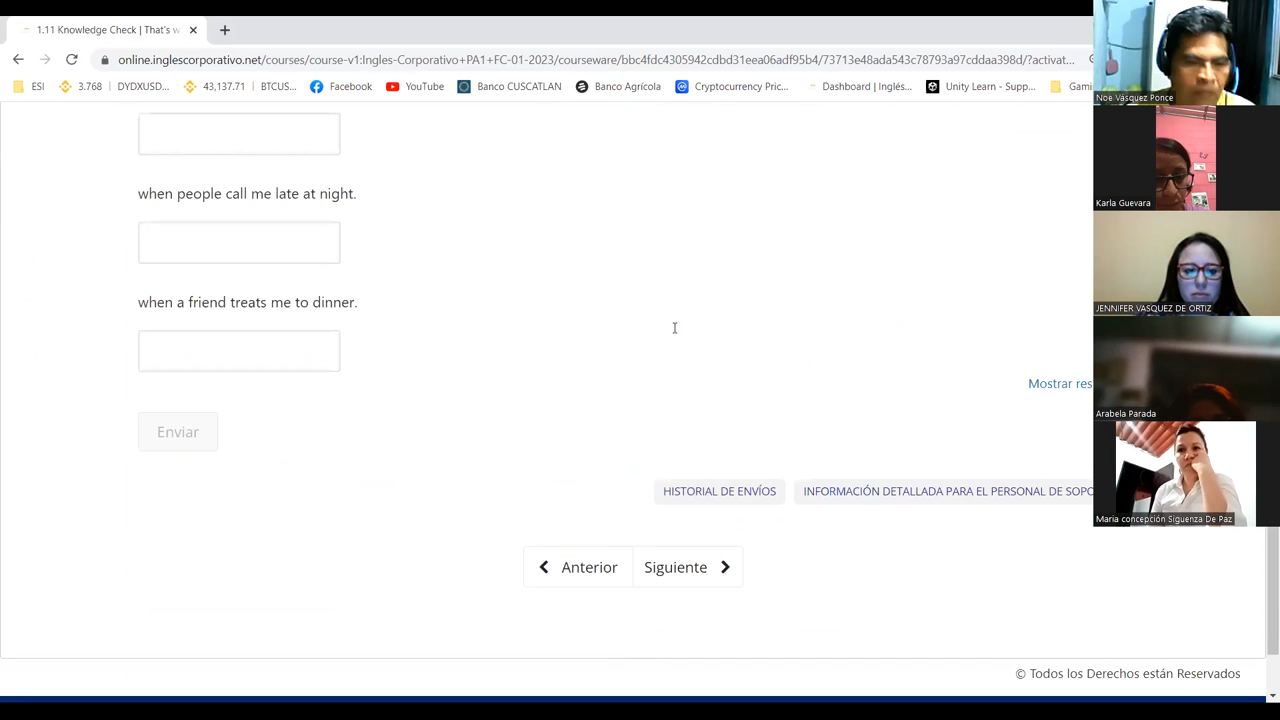 1.11 Knowledge Check | That's w
online.inglescorporativo.net/courses/course-v1:Ingles-Corporativo+PA1+FC-01-2023/courseware/bbc4fdc4305942cdbd31eea06adf95b4/73713e48ada543c78793a97cddaa398d/?activat...
ESI 3.768 DYDXUSD... 43,137.71 BTCUS... Facebook YouTube Banco CUSCATLAN Banco Agrícola Cryptocurrency Pric... Dashboard | Inglés... Unity Learn - Supp... Gami
Noe Vásquez Ponce
when people call me late at night.
Karla Guevara
when a friend treats me to dinner.
JENNIFER VASQUEZ DE ORTIZ
Mostrar res
Arabela Parada
Enviar
HISTORIAL DE ENVÍOS INFORMACIÓN DETALLADA PARA EL PERSONAL DE SOPO
Maria concepción Siguenza De Paz
Anterior Siguiente
© Todos los Derechos están Reservados